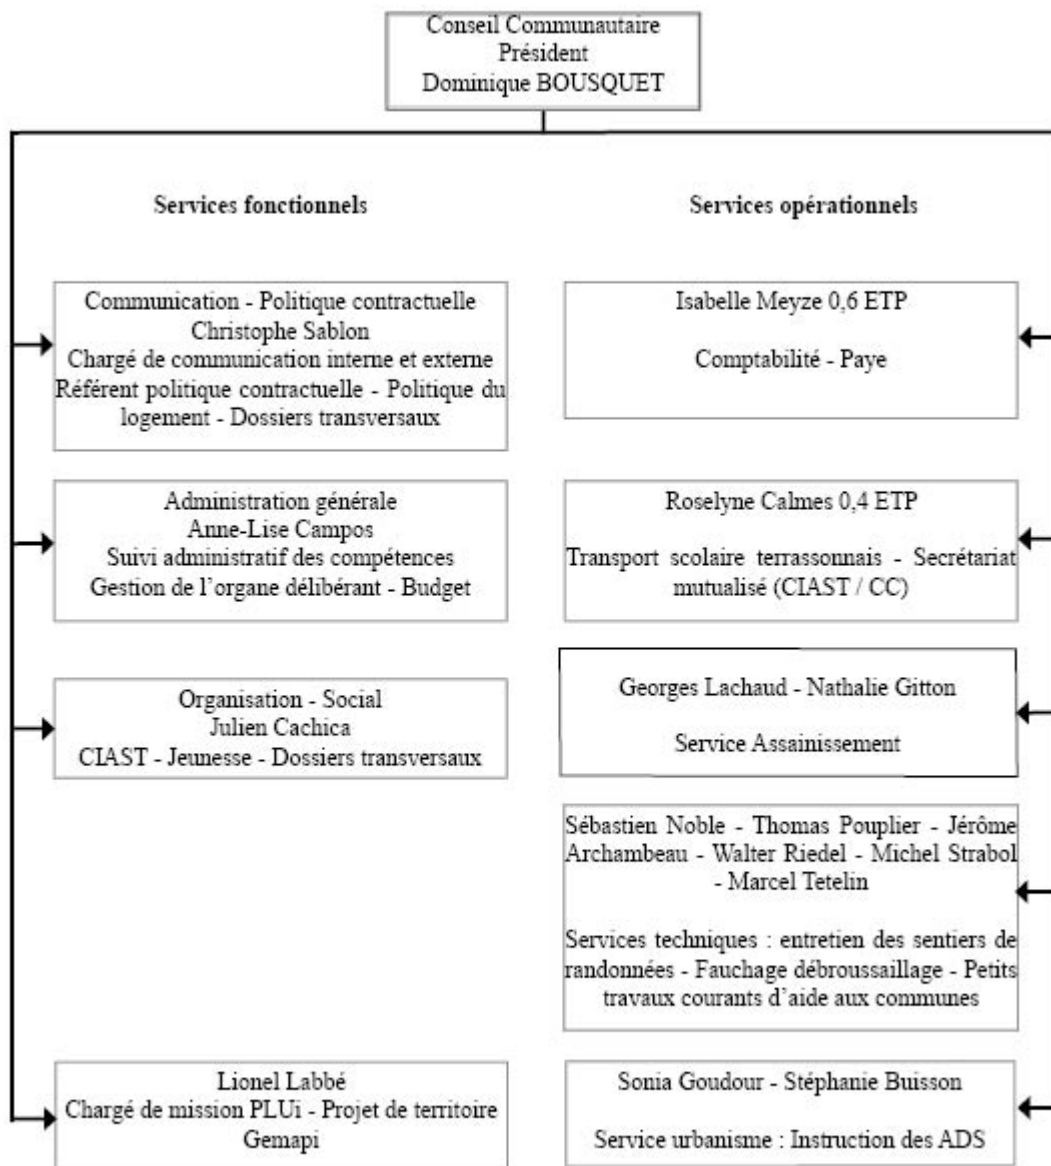 Conseil Communautaire
Président
Dominique BOUSQUET
Services fonctionnels
Services opérationnels
Communication - Politique contractuelle
Christophe Sablon
Chargé de communication interne et externe
Référent politique contractuelle - Politique du
logement - Dossiers transversaux
Isabelle Meyze 0,6 ETP
Comptabilité - Paye
Administration générale
Anne-Lise Campos
Suivi administratif des compétences
Gestion de l’organe délibérant - Budget
Roselyne Calmes 0,4 ETP
Transport scolaire terrassonnais - Secrétariat
mutualisé (CIAST / CC)
Organisation - Social
Julien Cachica
CIAST - Jeunesse - Dossiers transversaux
Georges Lachaud - Nathalie Gitton
Service Assainissement
Sébastien Noble - Thomas Pouplier - Jérôme
Archambeau - Walter Riedel - Michel Strabol
- Marcel Tetelin
Services techniques : entretien des sentiers de
randonnées - Fauchage débroussaillage - Petits
travaux courants d’aide aux communes
Lionel Labbé
Chargé de mission PLUi - Projet de territoire
Gemapi
Sonia Goudour - Stéphanie Buisson
Service urbanisme : Instruction des ADS